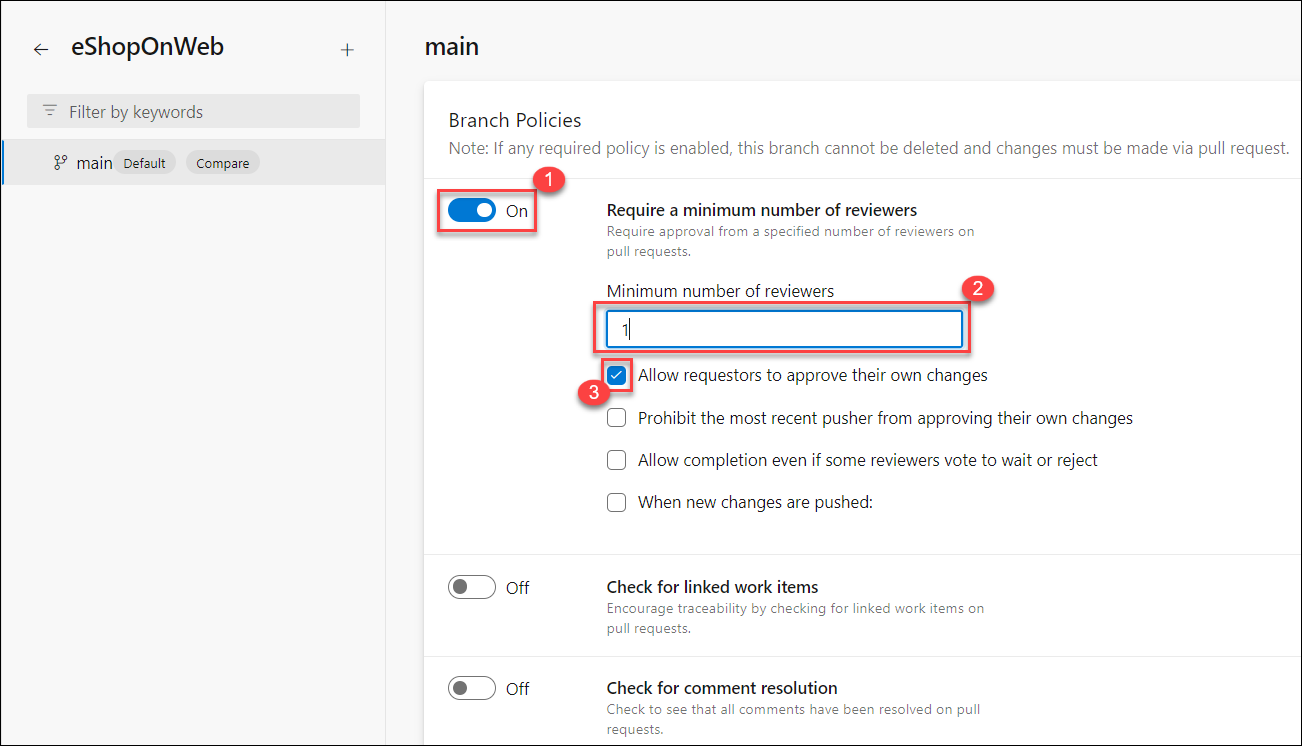 eShopOnWeb
Filter by keywords
main Default Compare
main
Branch Policies
Note: If any required policy is enabled, this branch cannot be deleted and changes must be made via pull request.
1
On
Require a minimum number of reviewers
Require approval from a specified number of reviewers on
pull requests.
Minimum number of reviewers
2
1
3
Allow requestors to approve their own changes
Prohibit the most recent pusher from approving their own changes
Allow completion even if some reviewers vote to wait or reject
When new changes are pushed:
Off
Check for linked work items
Encourage traceability by checking for linked work items on
pull requests.
Off
Check for comment resolution
Check to see that all comments have been resolved on pull
requests.